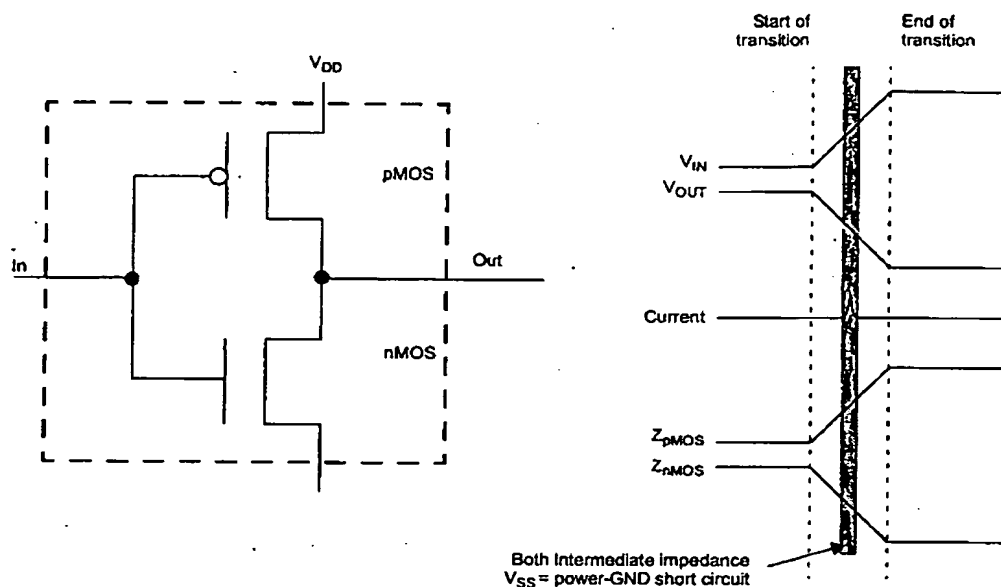 Start of
transition
End of
transition
VDD
pMOS
In
Out
nMOS
VIN
VOUT
Current
ZpMOS
ZnMOS
Both Intermediate impedance
VSS = power-GND short circuit